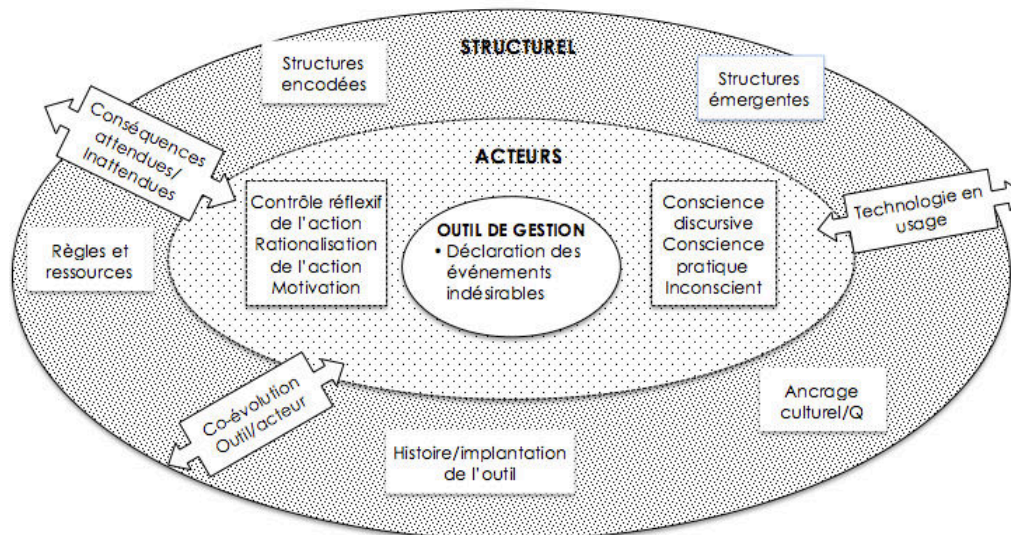 STRUCTUREL
Structures
encodées
Structures
émergentes
Conséquences
attendues/
Inattendues
ACTEURS
Contrôle réflexif
de l'action
Rationalisation
de l'action
Motivation
OUTIL DE GESTION
• Déclaration des
événements
indésirables
Conscience
discursive
Conscience
pratique
Inconscient
Technologie en
usage
Règles et
ressources
Co-évolution
Outil/acteur
Histoire/implantation
de l'outil
Ancrage
culturel/Q